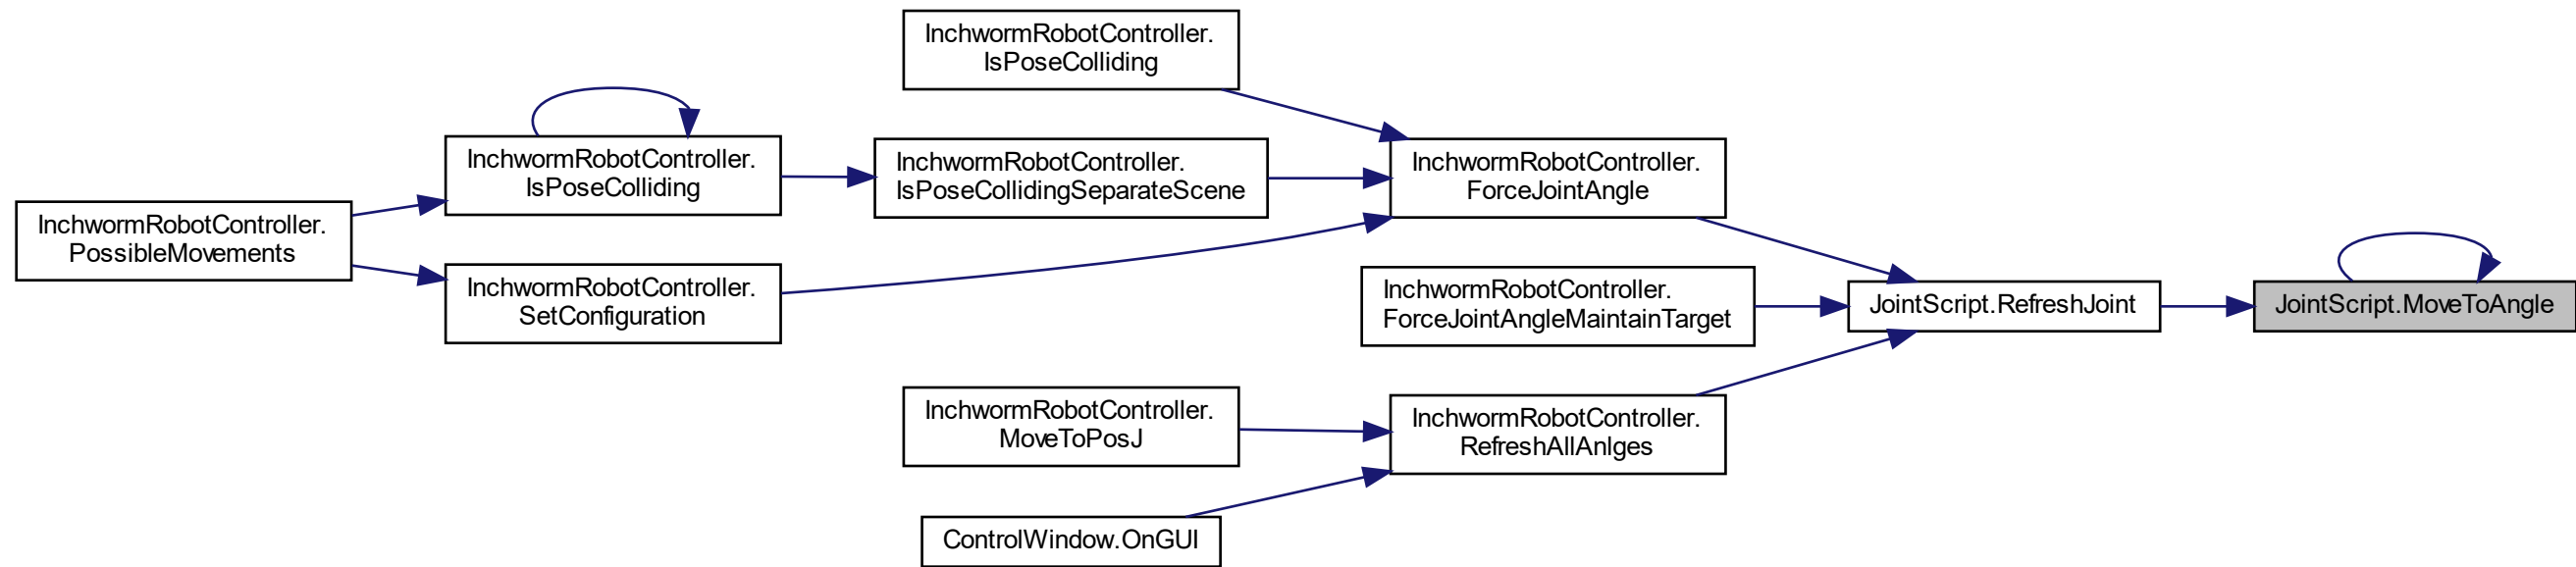 InchwormRobotController.
IsPoseColliding
InchwormRobotController.
IsPoseColliding
InchwormRobotController.
IsPoseCollidingSeparateScene
InchwormRobotController.
ForceJointAngle
InchwormRobotController.
PossibleMovements
InchwormRobotController.
SetConfiguration
InchwormRobotController.
ForceJointAngleMaintainTarget
JointScript.RefreshJoint
JointScript.MoveToAngle
InchwormRobotController.
MoveToPosJ
InchwormRobotController.
RefreshAllAnlges
ControlWindow.OnGUI